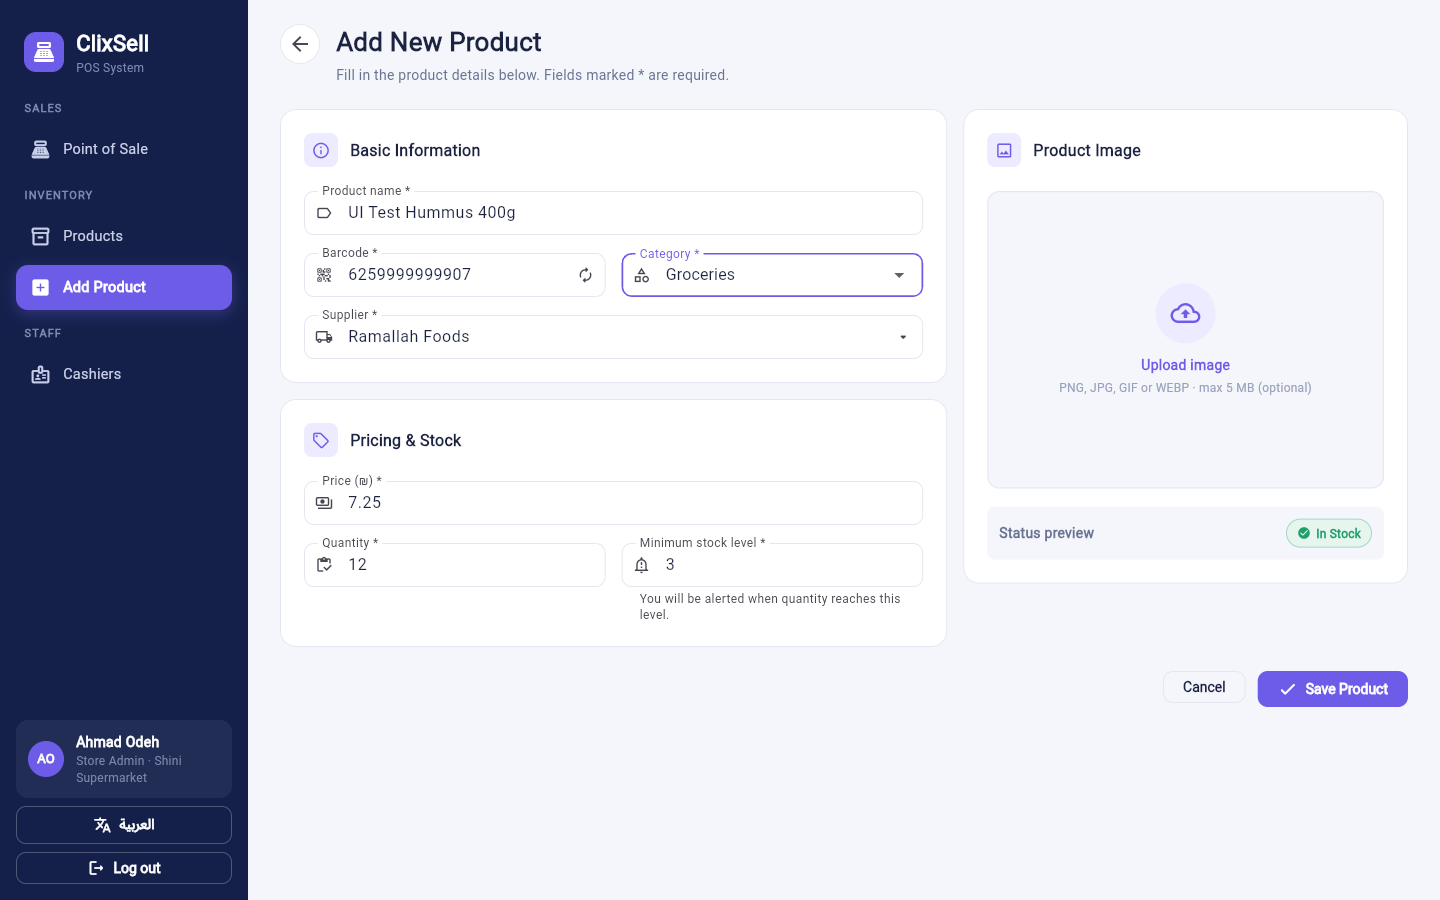 ClixSell
POS System
SALES
Point of Sale
INVENTORY
Products
Add Product
STAFF
Cashiers
AO
Ahmad Odeh
Store Admin · Shini
Supermarket
العربية
Log out
Add New Product
Fill in the product details below. Fields marked * are required.
Basic Information
Product name *
UI Test Hummus 400g
Barcode *
6259999999907
Category *
Groceries
Supplier *
Ramallah Foods
Pricing & Stock
Price (₪) *
7.25
Quantity *
12
Minimum stock level *
3
You will be alerted when quantity reaches this
level.
Product Image
Upload image
PNG, JPG, GIF or WEBP · max 5 MB (optional)
Status preview
In Stock
Cancel
Save Product